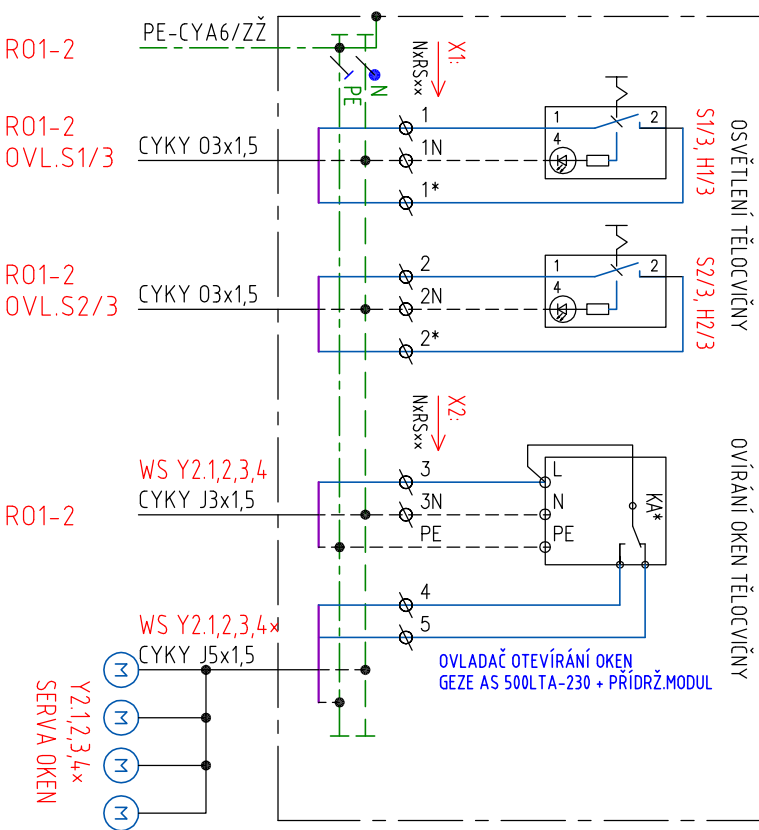 R01-2
PE-CYA6/ZŽ
N
PE
X1:
NxRSxx
R01-2
OVL.S1/3
CYKY O3x1,5
1
1N
1*
1
2
4
S1/3, H1/3
OSVĚTLENÍ TĚLOCVIČNY
R01-2
OVL.S2/3
CYKY O3x1,5
2
2N
2*
1
2
4
S2/3, H2/3
X2:
NxRSxx
WS Y2.1,2,3,4
CYKY J3x1,5
R01-2
3
3N
PE
L
N
PE
KA*
OVÍRÁNÍ OKEN TĚLOCVIČNY
4
5
WS Y2.1,2,3,4x
CYKY J5x1,5
OVLADAČ OTEVÍRÁNÍ OKEN
GEZE AS 500LTA-230 + PŘÍDRŽ.MODUL
M
M
M
M
Y2.1,2,3,4x
SERVA OKEN